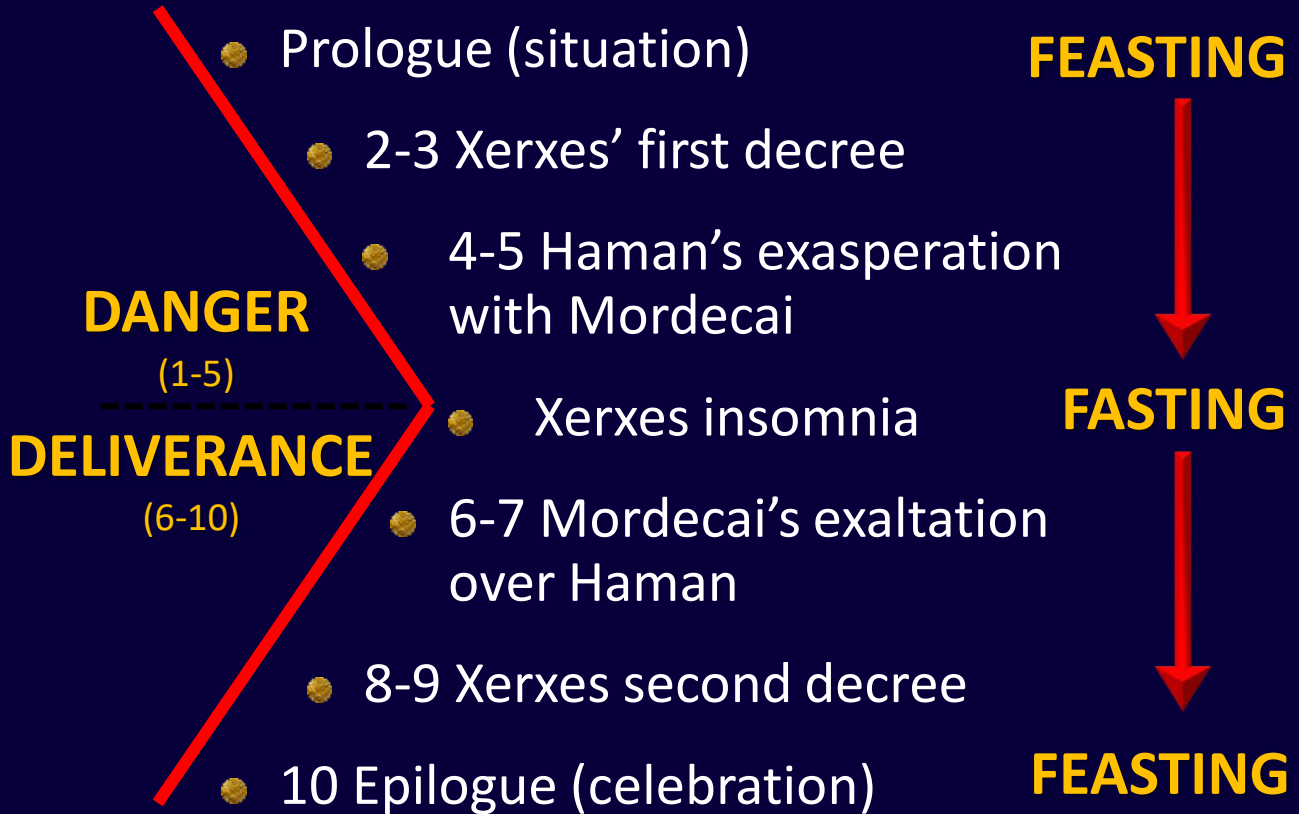 Prologue (situation)
FEASTING
2-3 Xerxes’ first decree
4-5 Haman’s exasperation
with Mordecai
DANGER
(1-5)
Xerxes insomnia
FASTING
DELIVERANCE
(6-10)
6-7 Mordecai’s exaltation
over Haman
8-9 Xerxes second decree
10 Epilogue (celebration)
FEASTING